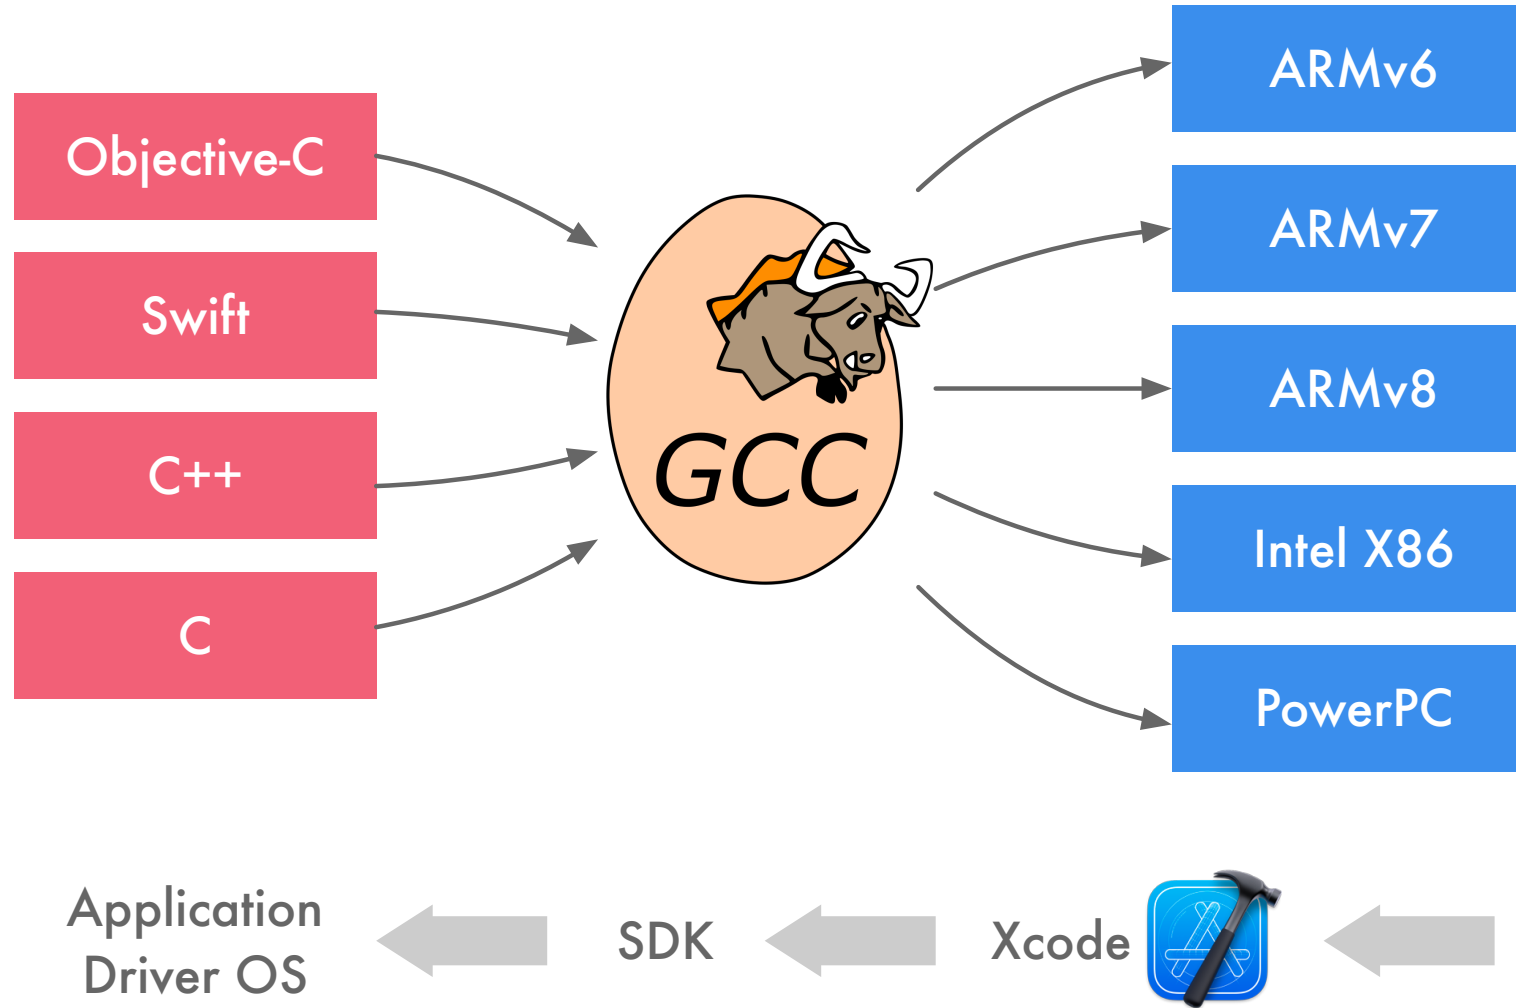 Objective-C
Swift
C++
C
GCC
ARMv6
ARMv7
ARMv8
Intel X86
PowerPC
Application
Driver OS
SDK
Xcode